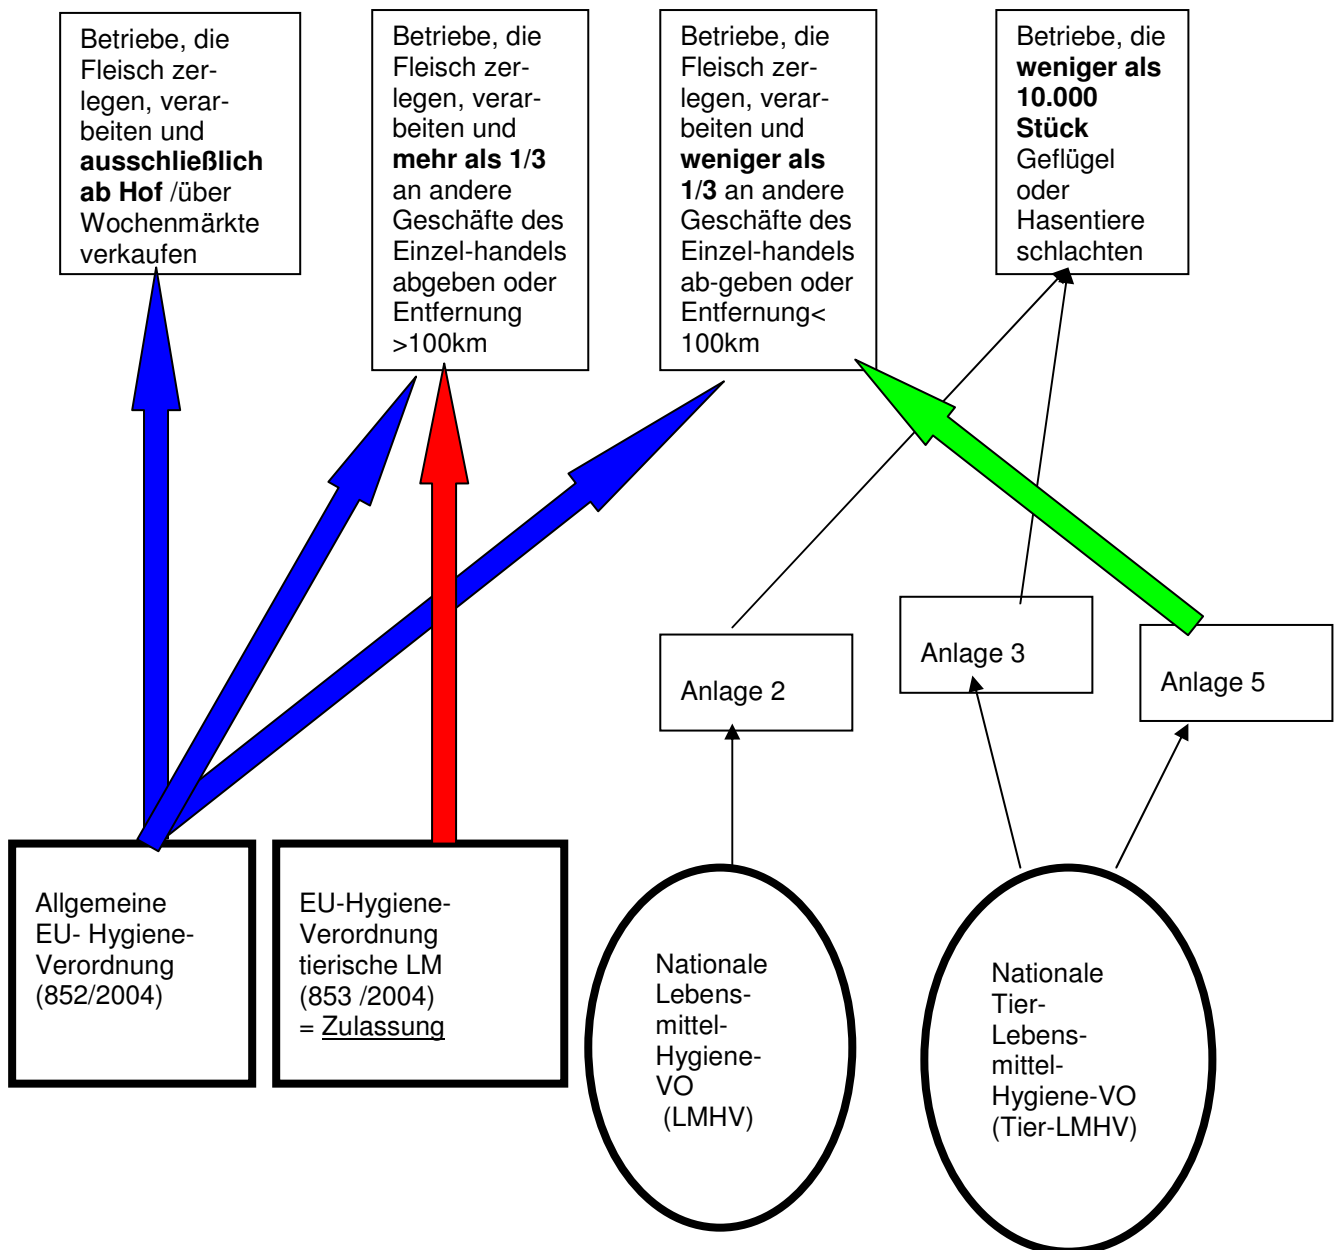 Betriebe, die
Fleisch zer-
legen, verar-
beiten und
ausschließlich
ab Hof /über
Wochenmärkte
verkaufen
Betriebe, die
Fleisch zer-
legen, verar-
beiten und
mehr als 1/3
an andere
Geschäfte des
Einzel-handels
abgeben oder
Entfernung
>100km
Betriebe, die
Fleisch zer-
legen, verar-
beiten und
weniger als
1/3 an andere
Geschäfte des
Einzel-handels
ab-geben oder
Entfernung<
100km
Betriebe, die
weniger als
10.000
Stück
Geflügel
oder
Hasentiere
schlachten
Anlage 2
Anlage 3
Anlage 5
Allgemeine
EU- Hygiene-
Verordnung
(852/2004)
EU-Hygiene-
Verordnung
tierische LM
(853 /2004)
= Zulassung
Nationale
Lebens-
mittel-
Hygiene-
VO
(LMHV)
Nationale
Tier-
Lebens-
mittel-
Hygiene-VO
(Tier-LMHV)